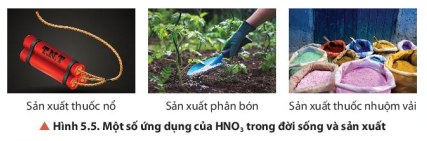 T.N.T
Sản xuất thuốc nổ
Sản xuất phân bón
Sản xuất thuốc nhuộm vải
▲ Hình 5.5. Một số ứng dụng của HNO₃ trong đời sống và sản xuất